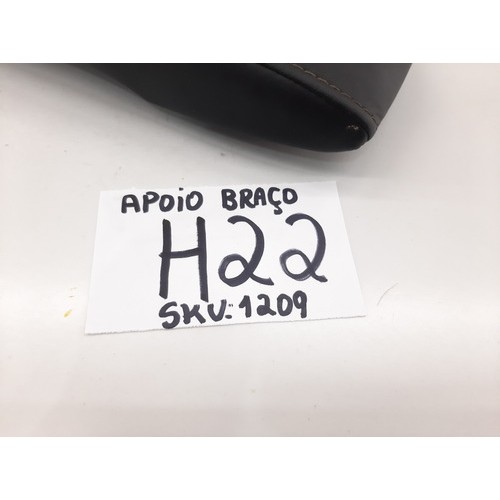 APOIO BRAÇO
H22
SKU: 1209